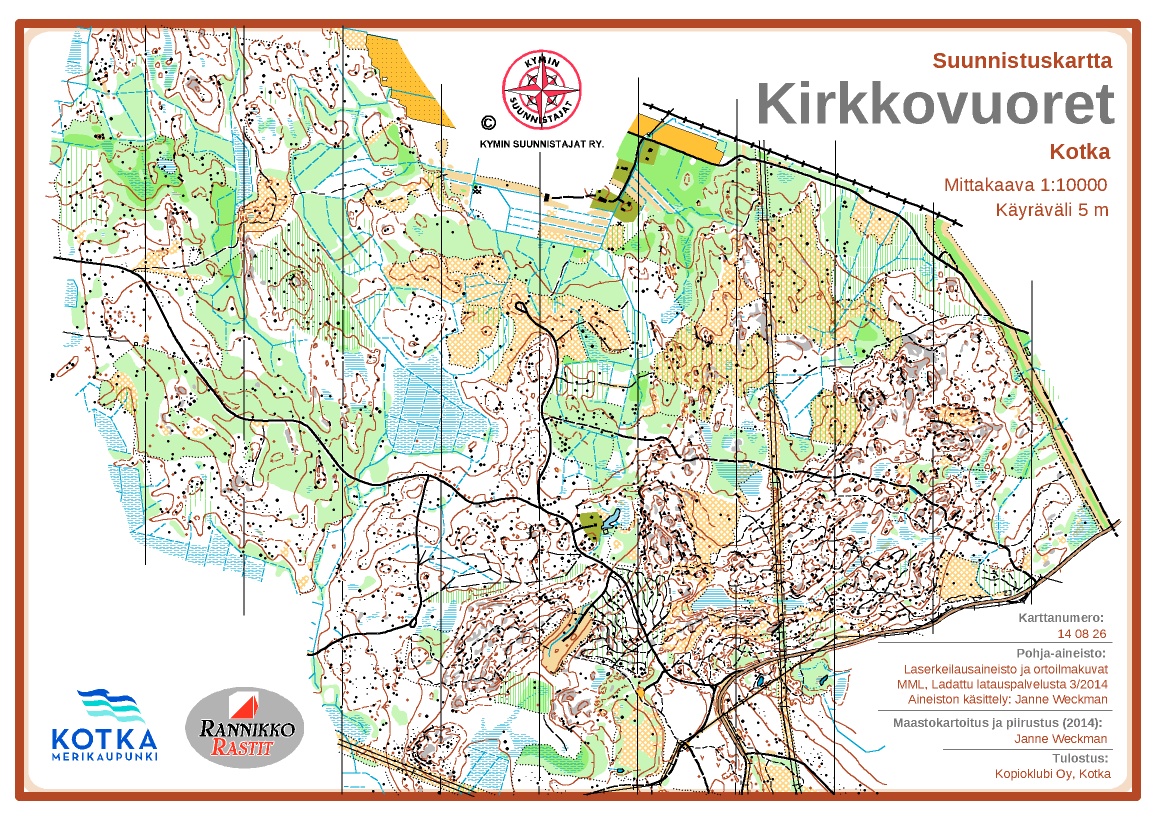 Suunnistuskartta
Kirkkovuoret
Kotka
Mittakaava 1:10000
Käyräväli 5 m
KYMIN
SUUNNISTAJAT
©
KYMIN SUUNNISTAJAT RY.
Karttanumero:
14 08 26
Pohja-aineisto:
Laserkeilausaineisto ja ortoilmakuvat
MML, Ladattu latauspalvelusta 3/2014
Aineiston käsittely: Janne Weckman
Maastokartoitus ja piirustus (2014):
Janne Weckman
Tulostus:
Kopioklubi Oy, Kotka
KOTKA
MERIKAUPUNKI
RANNIKKO
RASTIT